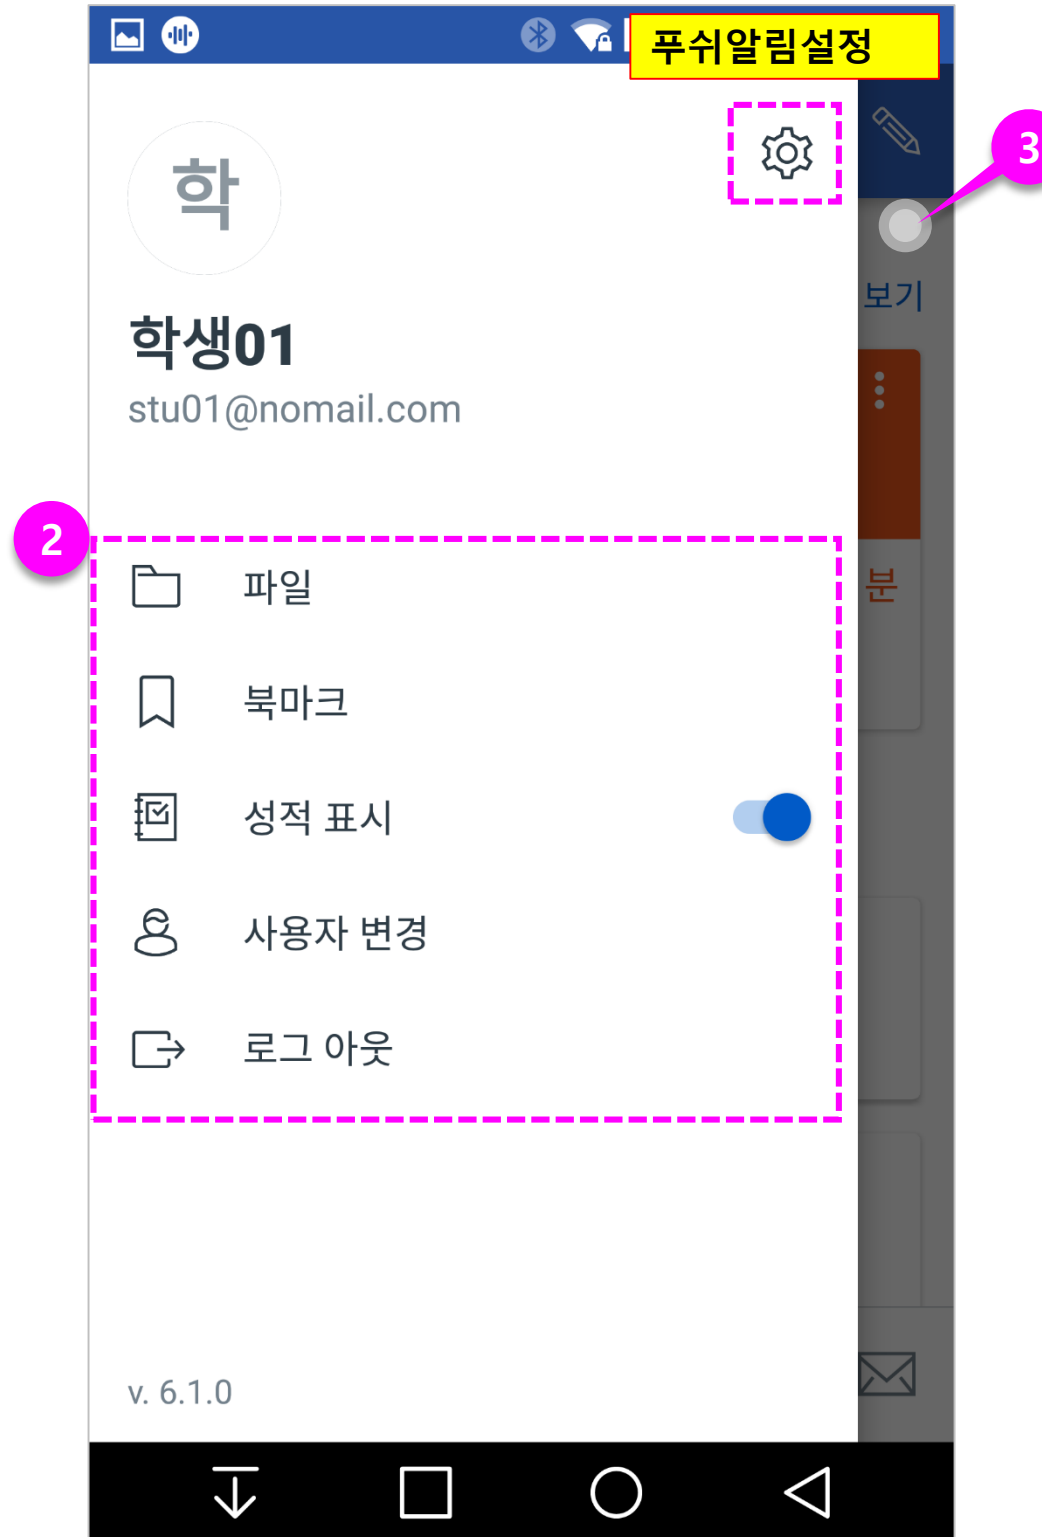 푸쉬알림설정
3
학
보기
학생01
stu01@nomail.com
2
파일
분
북마크
성적 표시
사용자 변경
로그 아웃
v. 6.1.0